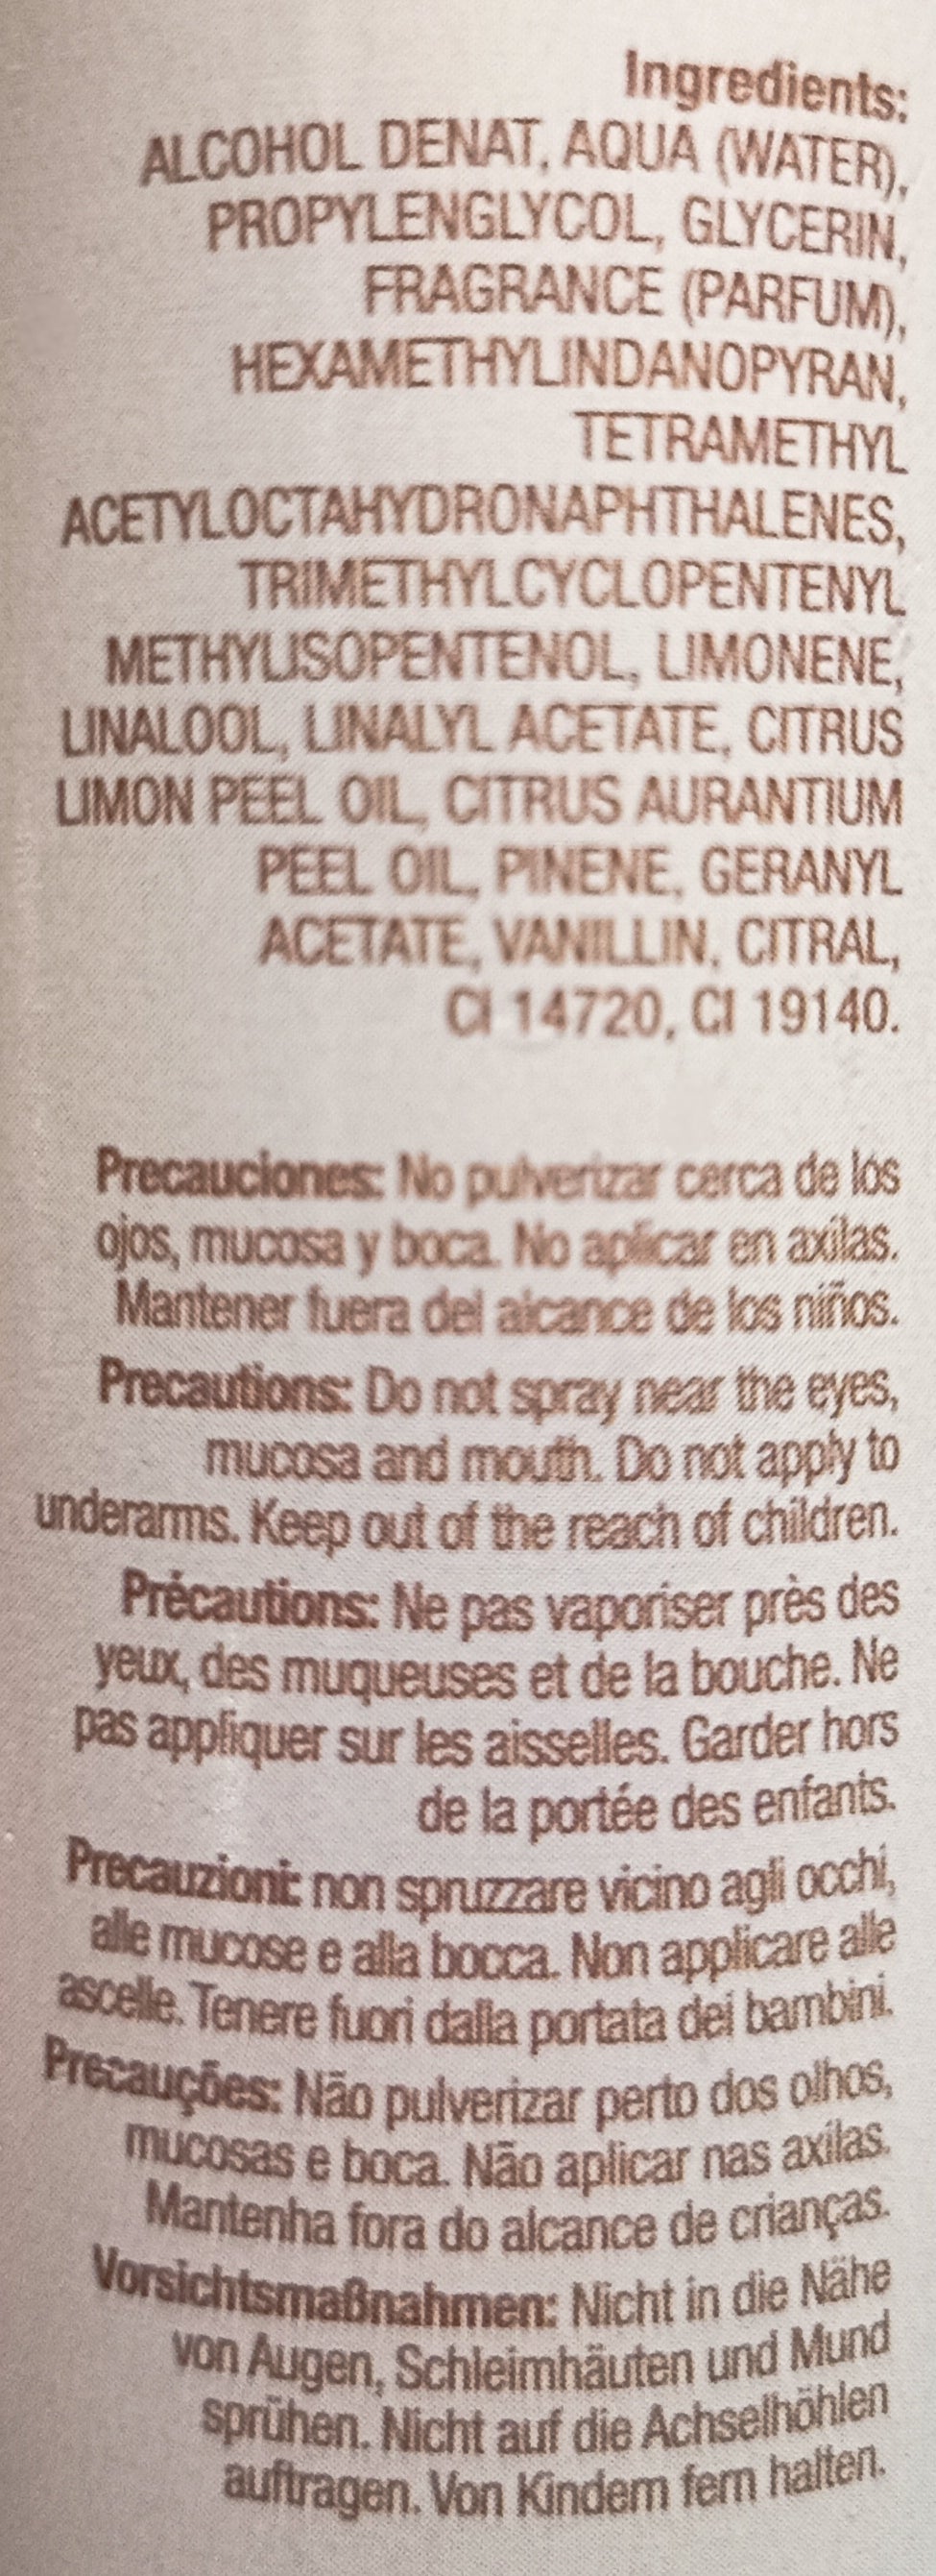 Ingredients:
ALCOHOL DENAT, AQUA (WATER),
PROPYLENGLYCOL, GLYCERIN,
FRAGRANCE (PARFUM),
HEXAMETHYLINDANOPYRAN,
TETRAMETHYL
ACETYLOCTAHYDRONAPHTHALENES,
TRIMETHYLCYCLOPENTENYL
METHYLISOPENTENOL, LIMONENE,
LINALOOL, LINALYL ACETATE, CITRUS
LIMON PEEL OIL, CITRUS AURANTIUM
PEEL OIL, PINENE, GERANYL
ACETATE, VANILLIN, CITRAL,
CI 14720, CI 19140.
Precauciones: No pulverizar cerca de los
ojos, mucosa y boca. No aplicar en axilas.
Mantener fuera del alcance de los niños.
Precautions: Do not spray near the eyes,
mucosa and mouth. Do not apply to
underarms. Keep out of the reach of children.
Précautions: Ne pas vaporiser près des
yeux, des muqueuses et de la bouche. Ne
pas appliquer sur les aisselles. Garder hors
de la portée des enfants.
Precauzioni: non spruzzare vicino agli occhi,
alle mucose e alla bocca. Non applicare alle
ascelle. Tenere fuori dalla portata dei bambini.
Precauções: Não pulverizar perto dos olhos,
mucosas e boca. Não aplicar nas axilas.
Mantenha fora do alcance de crianças.
Vorsichtsmaßnahmen: Nicht in die Nähe
von Augen, Schleimhäuten und Mund
sprühen. Nicht auf die Achselhöhlen
auftragen. Von Kindern fern halten.